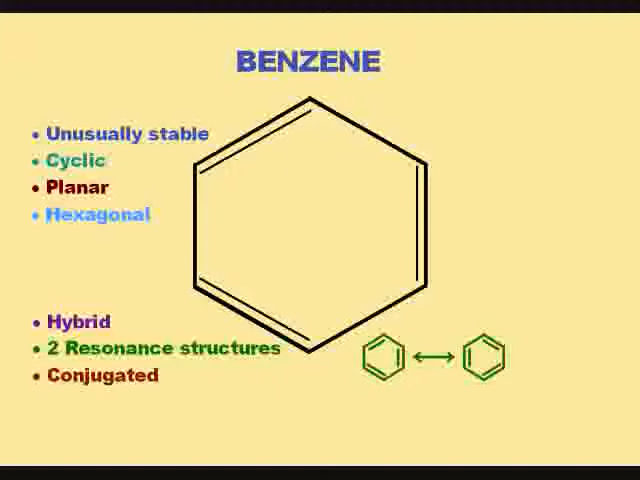 BENZENE
• Unusually stable
• Cyclic
• Planar
• Hexagonal
• Hybrid
• 2 Resonance structures
• Conjugated